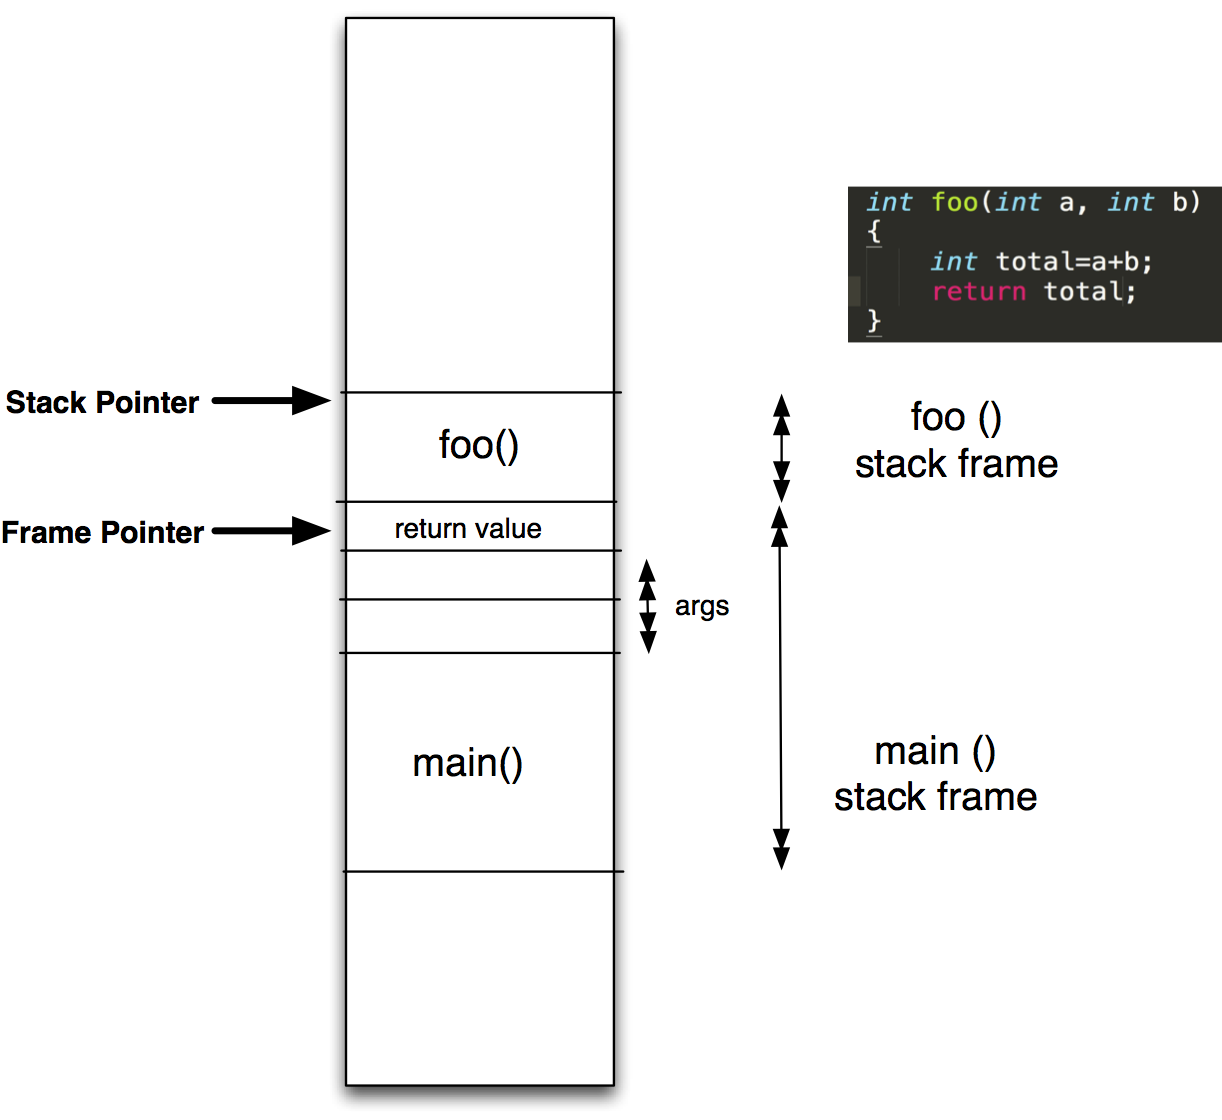 int foo(int a, int b)
{
int total=a+b;
return total;
}
Stack Pointer
foo()
foo ()
stack frame
Frame Pointer
return value
args
main()
main ()
stack frame